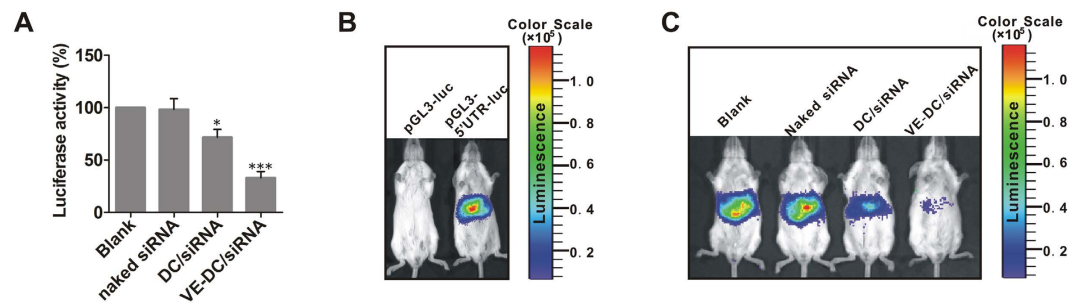 A
Luciferase activity (%)
150
100
50
0
*
***
Blank
naked siRNA
DC/siRNA
VE-DC/siRNA
B
pGL3-luc
pGL3-
5'UTR-luc
Color Scale
(×10⁵)
Luminescence
1.0
0.8
0.6
0.4
0.2
C
Blank
Naked siRNA
DC/siRNA
VE-DC/siRNA
Color Scale
(×10⁵)
Luminescence
1.0
0.8
0.6
0.4
0.2